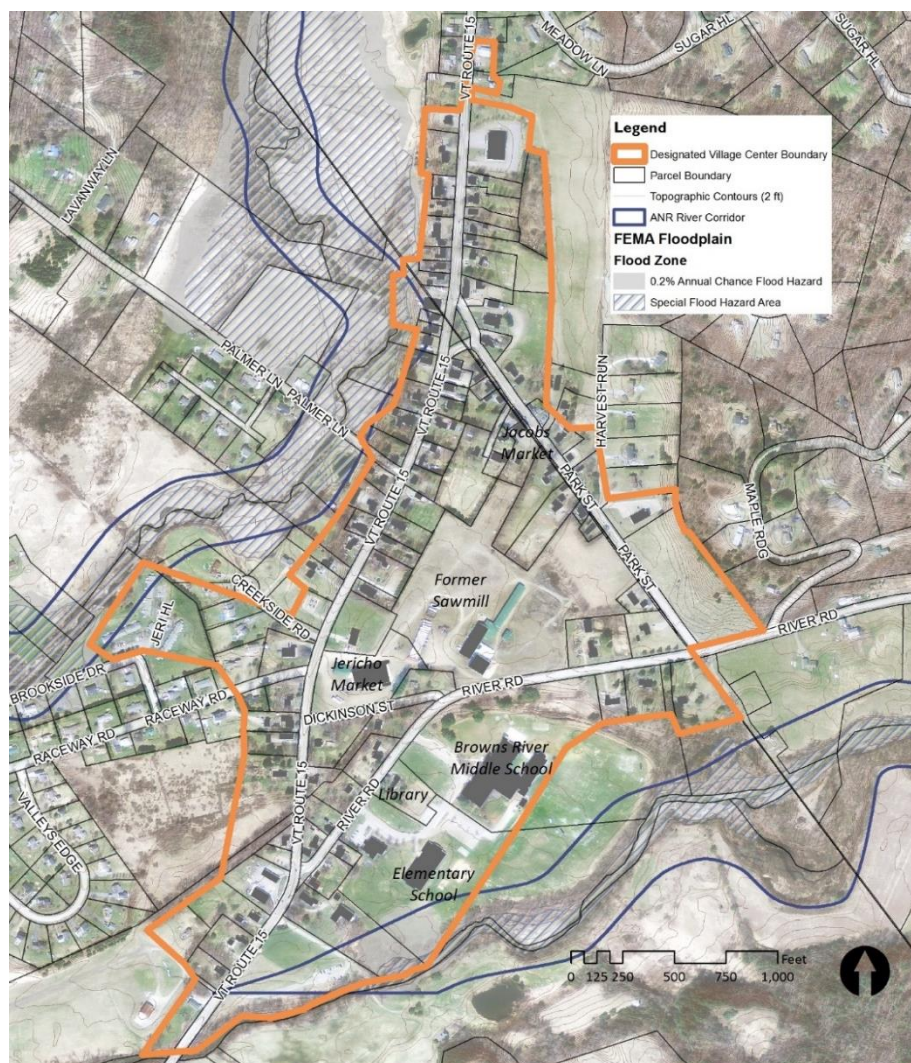 MEADOW LN
SUGAR HL
SUGAR HL
VT ROUTE 15
Legend
Designated Village Center Boundary
Parcel Boundary
Topographic Contours (2 ft)
ANR River Corridor
FEMA Floodplain
Flood Zone
0.2% Annual Chance Flood Hazard
Special Flood Hazard Area
LAVANWAY LN
PALMER LN
PALMER LN
VT ROUTE 15
HARVEST RUN
Jacobs
Market
PARK ST
VT ROUTE 15
MAPLE RDG
PARK ST
Former
Sawmill
CREEKSIDE RD
JERI HL
RIVER RD
BROOKSIDE DR
Jericho
Market
RACEWAY RD
RIVER RD
DICKINSON ST
RACEWAY RD
Browns River
Middle School
VT ROUTE 15
RIVER RD
Library
VALLEYS EDGE
Elementary
School
VT ROUTE 15
Feet
0 125 250 500 750 1,000